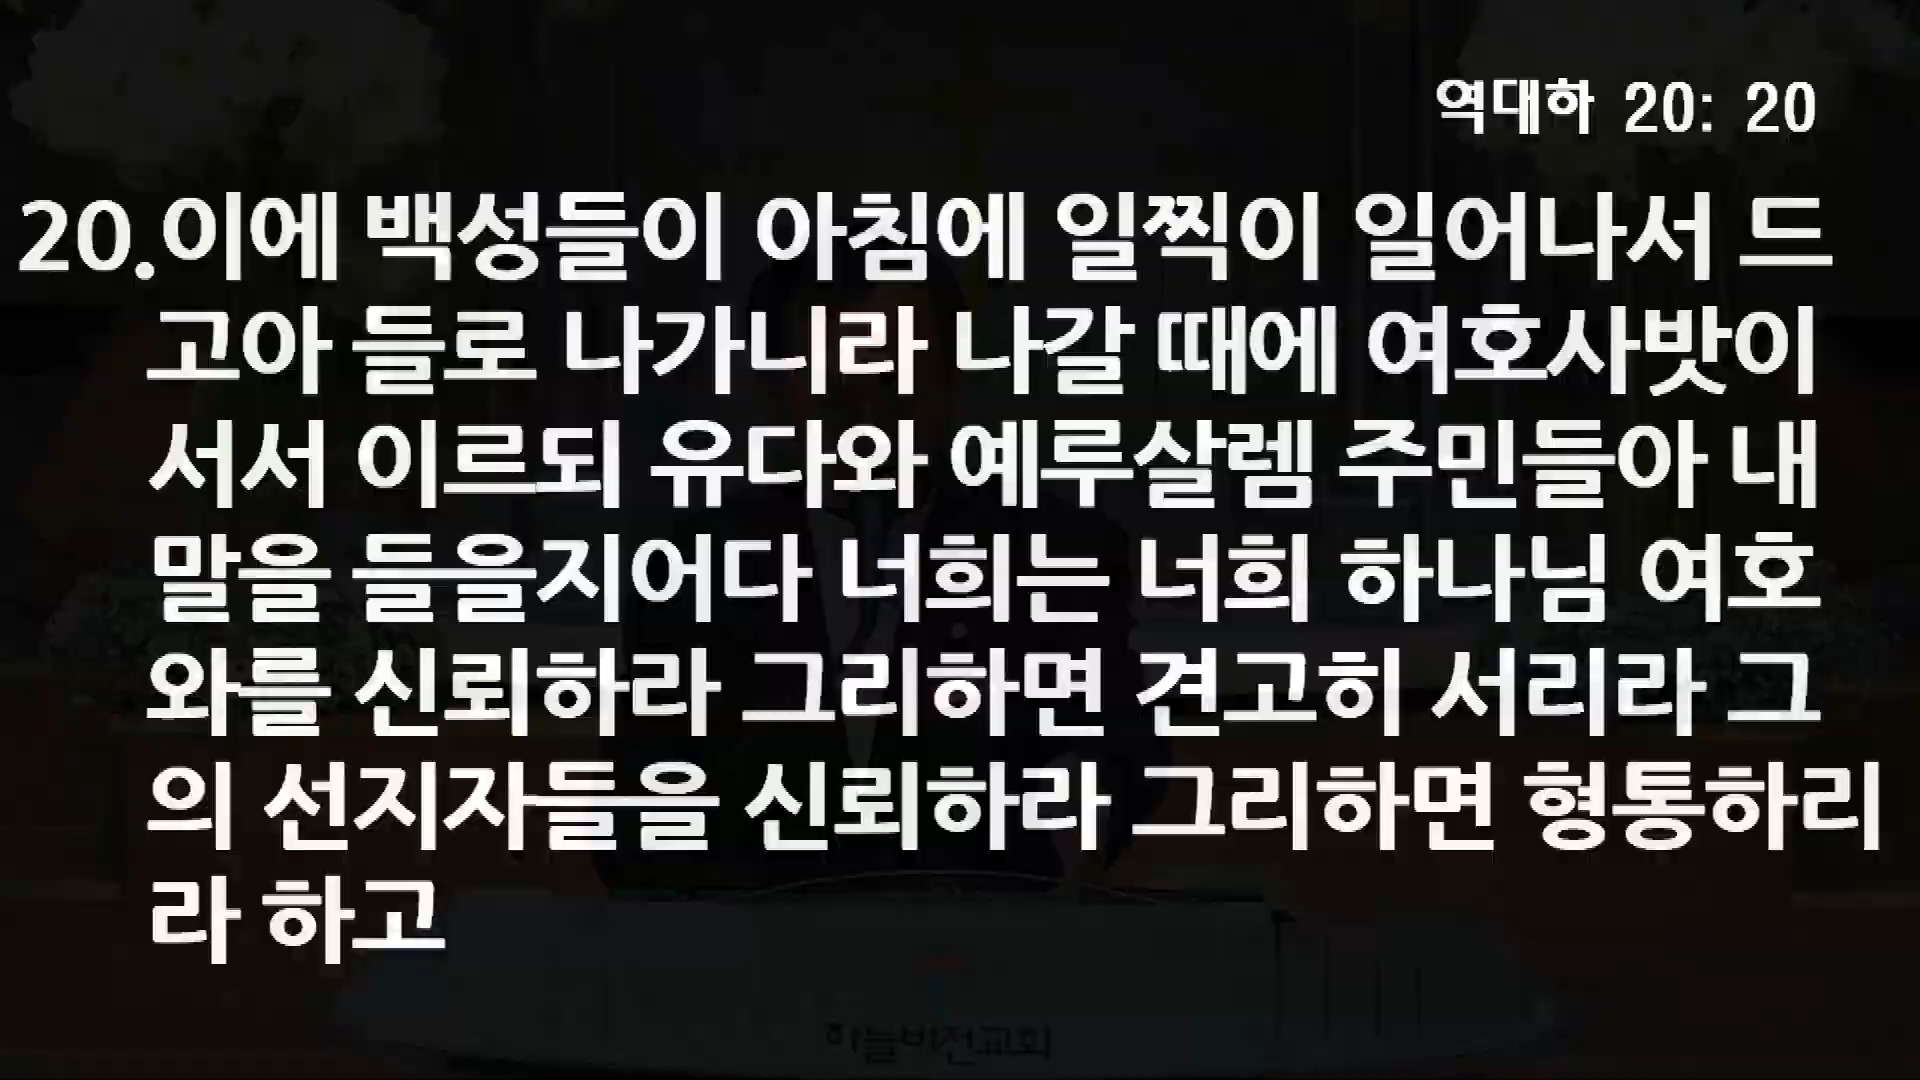 역대하 20: 20
20.이에 백성들이 아침에 일찍이 일어나서 드
고아 들로 나가니라 나갈 때에 여호사밧이
서서 이르되 유다와 예루살렘 주민들아 내
말을 들을지어다 너희는 너희 하나님 여호
와를 신뢰하라 그리하면 견고히 서리라 그
의 선지자들을 신뢰하라 그리하면 형통하리
라 하고
하늘비전교회